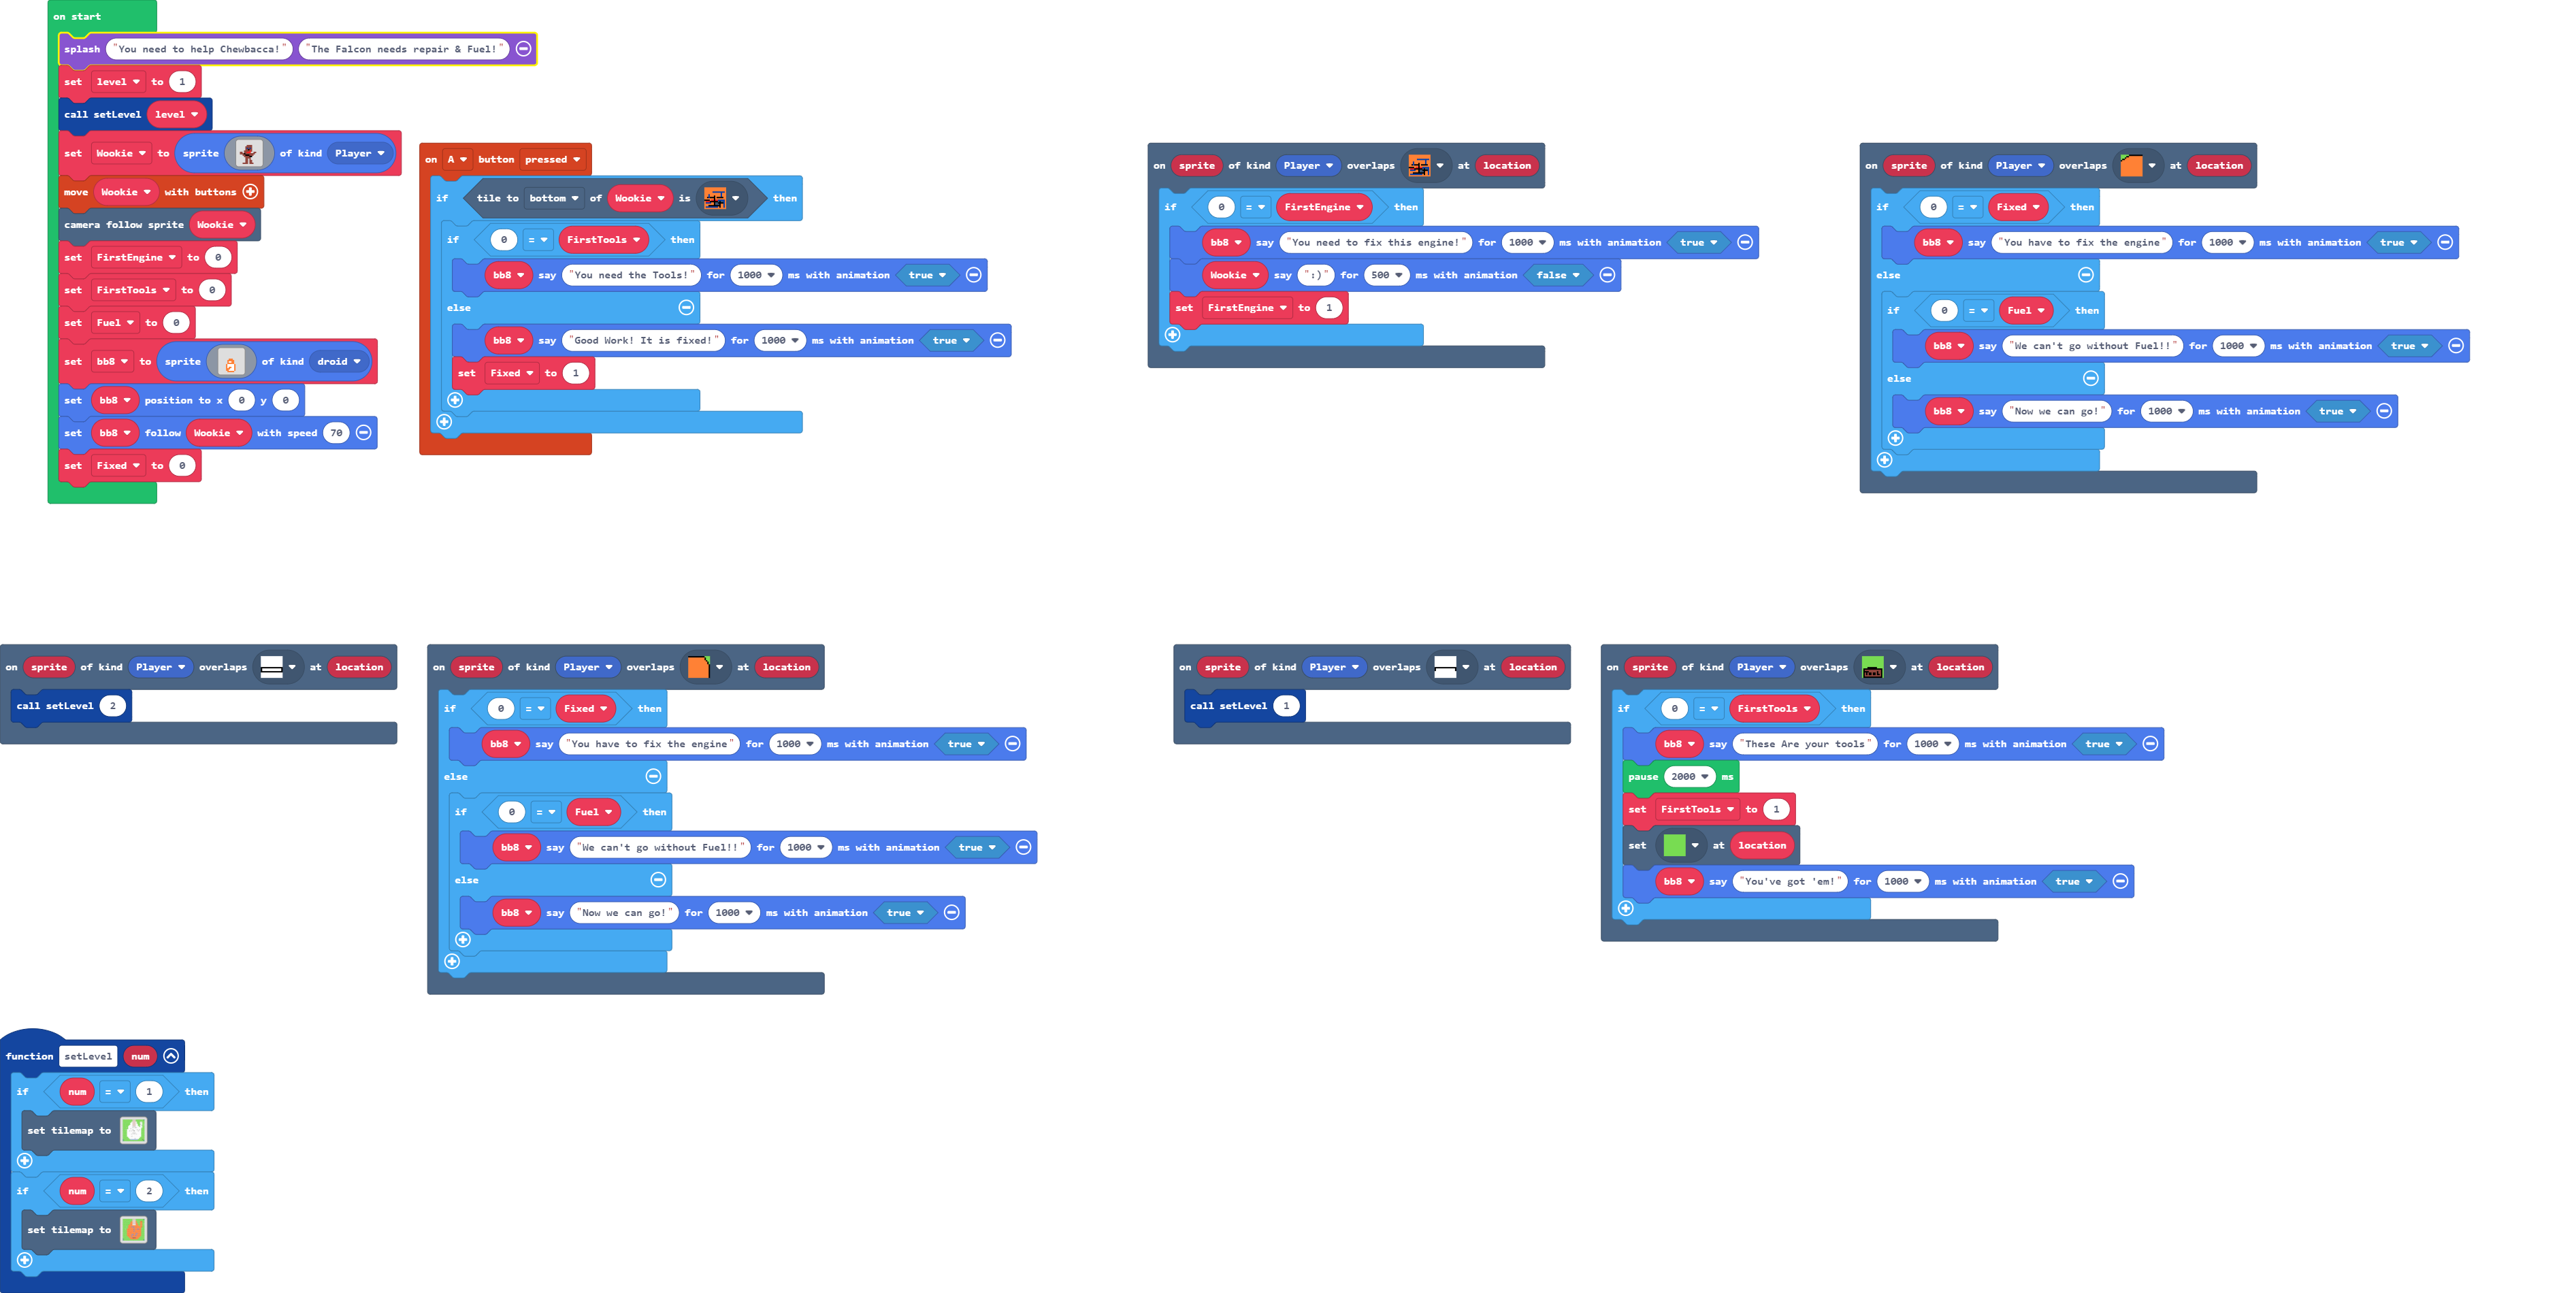 on start
splash "You need to help Chewbacca!" "The Falcon needs repair & Fuel!"
set level to 1
call setLevel level
set Wookie to sprite of kind Player
move Wookie with buttons
camera follow sprite Wookie
set FirstEngine to 0
set FirstTools to 0
set Fuel to 0
set bb8 to sprite of kind droid
set bb8 position to x 0 y 0
set bb8 follow Wookie with speed 70
set Fixed to 0
on A button pressed
if tile to bottom of Wookie is then
if 0 = FirstTools then
bb8 say "You need the Tools!" for 1000 ms with animation true
else
bb8 say "Good Work! It is fixed!" for 1000 ms with animation true
set Fixed to 1
on sprite of kind Player overlaps at location
if 0 = FirstEngine then
bb8 say "You need to fix this engine!" for 1000 ms with animation true
Wookie say ":)" for 500 ms with animation false
set FirstEngine to 1
on sprite of kind Player overlaps at location
if 0 = Fixed then
bb8 say "You have to fix the engine" for 1000 ms with animation true
else
if 0 = Fuel then
bb8 say "We can't go without Fuel!!" for 1000 ms with animation true
else
bb8 say "Now we can go!" for 1000 ms with animation true
on sprite of kind Player overlaps at location
call setLevel 2
on sprite of kind Player overlaps at location
if 0 = Fixed then
bb8 say "You have to fix the engine" for 1000 ms with animation true
else
if 0 = Fuel then
bb8 say "We can't go without Fuel!!" for 1000 ms with animation true
else
bb8 say "Now we can go!" for 1000 ms with animation true
on sprite of kind Player overlaps at location
call setLevel 1
on sprite of kind Player overlaps at location
if 0 = FirstTools then
bb8 say "These Are your tools" for 1000 ms with animation true
pause 2000 ms
set FirstTools to 1
set at location
bb8 say "You've got 'em!" for 1000 ms with animation true
function setLevel num
if num = 1 then
set tilemap to
if num = 2 then
set tilemap to